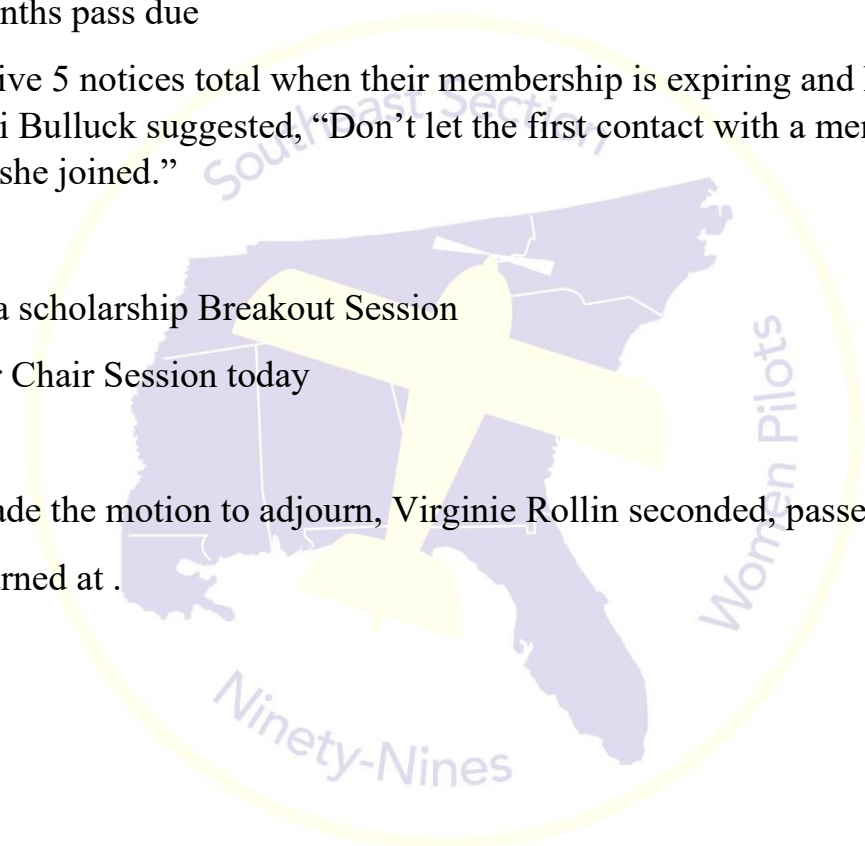 nths pass due
ive 5 notices total when their membership is expiring and
i Bulluck suggested, “Don’t let the first contact with a me
she joined.”
a scholarship Breakout Session
r Chair Session today
ade the motion to adjourn, Virginie Rollin seconded, passe
rned at .
Southeast Section
Women Pilots
Ninety-Nines